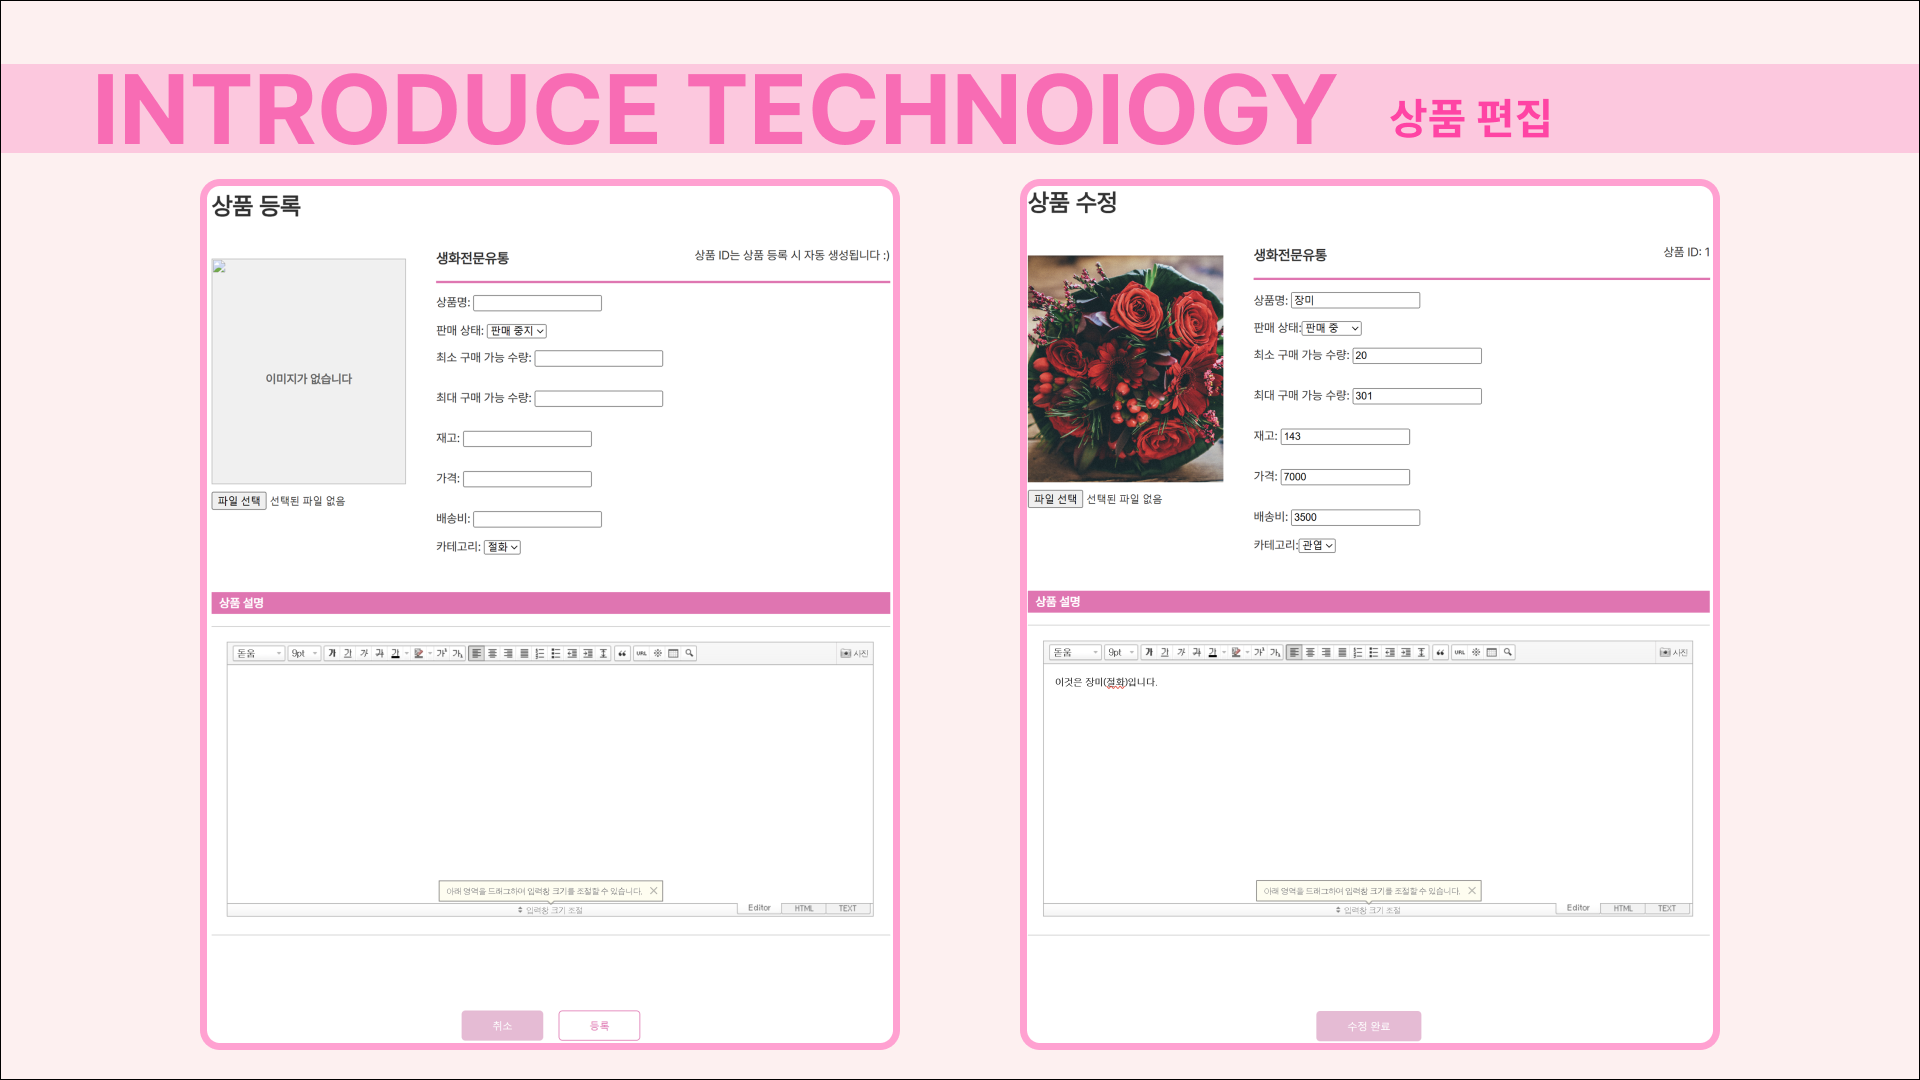 INTRODUCE TECHNOIOGY 상품 편집
상품 등록
생화전문유통 상품 ID는 상품 등록 시 자동 생성됩니다 :)
이미지가 없습니다
파일 선택 선택된 파일 없음
상품명:
판매 상태: 판매 중지
최소 구매 가능 수량:
최대 구매 가능 수량:
재고:
가격:
배송비:
카테고리: 절화
상품 설명
돋움 9pt 가 가 가 가 가 가 가 URL 사진
아래 영역을 드래그하여 입력창 크기를 조절할 수 있습니다.
입력창 크기 조절 Editor HTML TEXT
취소 등록
상품 수정
생화전문유통 상품 ID: 1
파일 선택 선택된 파일 없음
상품명: 장미
판매 상태: 판매 중
최소 구매 가능 수량: 20
최대 구매 가능 수량: 301
재고: 143
가격: 7000
배송비: 3500
카테고리: 관엽
상품 설명
돋움 9pt 가 가 가 가 가 가 가 URL 사진
이것은 장미(절화)입니다.
아래 영역을 드래그하여 입력창 크기를 조절할 수 있습니다.
입력창 크기 조절 Editor HTML TEXT
수정 완료